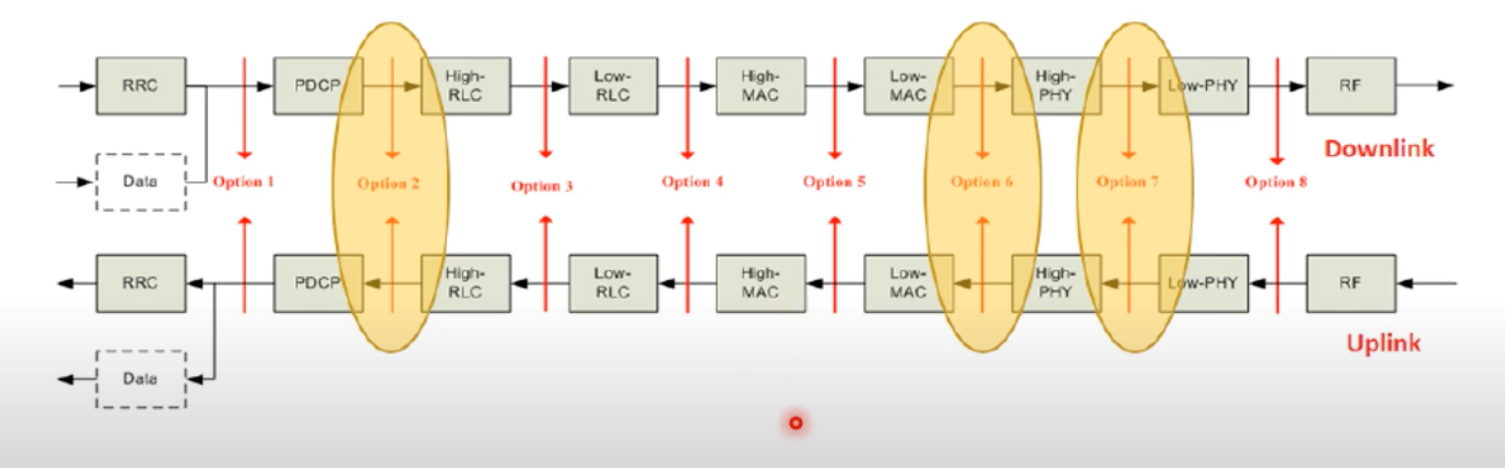 RRC
PDCP
High-
RLC
Low-
RLC
High-
MAC
Low-
MAC
High-
PHY
Low-PHY
RF
Downlink
Data
Option 1
Option 2
Option 3
Option 4
Option 5
Option 6
Option 7
Option 8
RRC
PDCP
High-
RLC
Low-
RLC
High-
MAC
Low-
MAC
High-
PHY
Low-PHY
RF
Uplink
Data